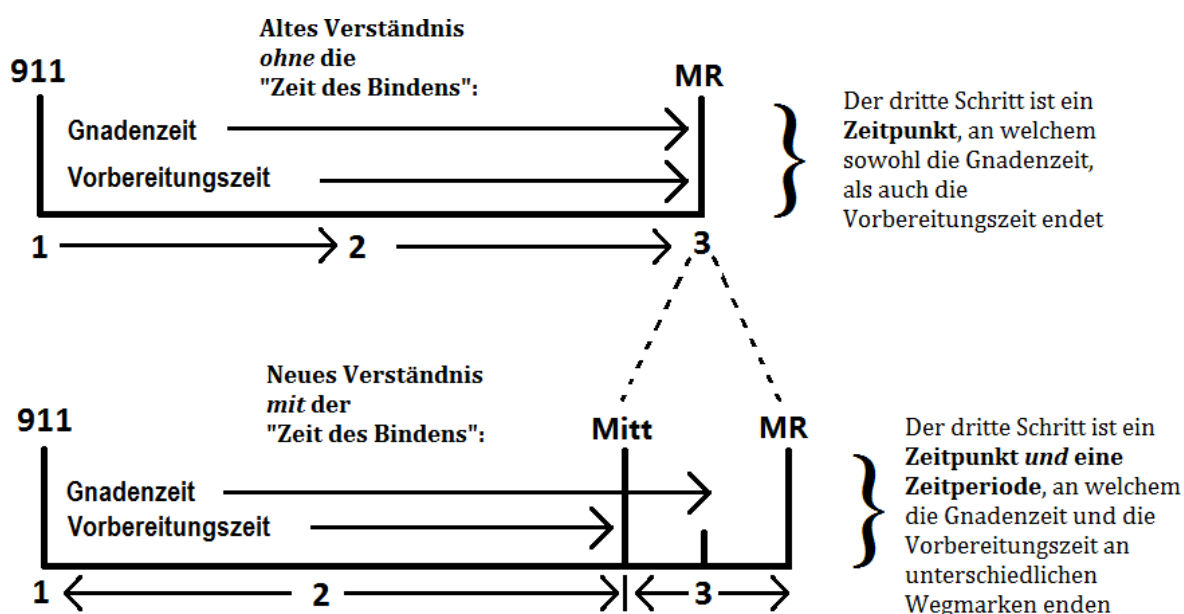 Altes Verständnis
ohne die
"Zeit des Bindens":
911
MR
Gnadenzeit
Vorbereitungszeit
1
2
3
Der dritte Schritt ist ein
Zeitpunkt, an welchem
sowohl die Gnadenzeit,
als auch die
Vorbereitungszeit endet
Neues Verständnis
mit der
"Zeit des Bindens":
911
Mitt
MR
Gnadenzeit
Vorbereitungszeit
1
2
3
Der dritte Schritt ist ein
Zeitpunkt und eine
Zeitperiode, an welchem
die Gnadenzeit und die
Vorbereitungszeit an
unterschiedlichen
Wegmarken enden